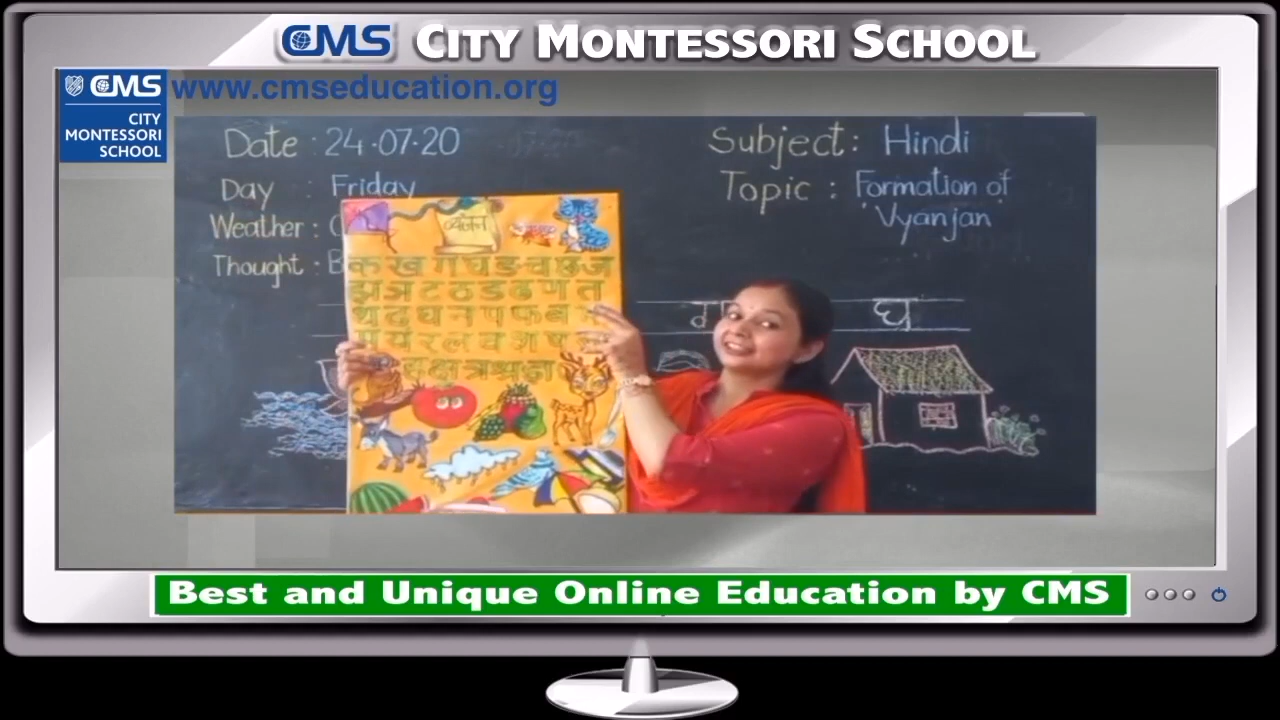 CMS CITY MONTESSORI SCHOOL
CMS
CITY
MONTESSORI
SCHOOL
www.cmseducation.org
Date : 24.07.20
Subject : Hindi
Day : Friday
Topic : Formation of
'Vyanjan'
Weather :
Thought :
व्यंजन
क ख ग घ ङ च छ ज
झ ञ ट ठ ड ढ ण त
थ द ध न प फ ब
य र ल व श ष
क्ष त्र श्र ज्ञ
घ
Best and Unique Online Education by CMS